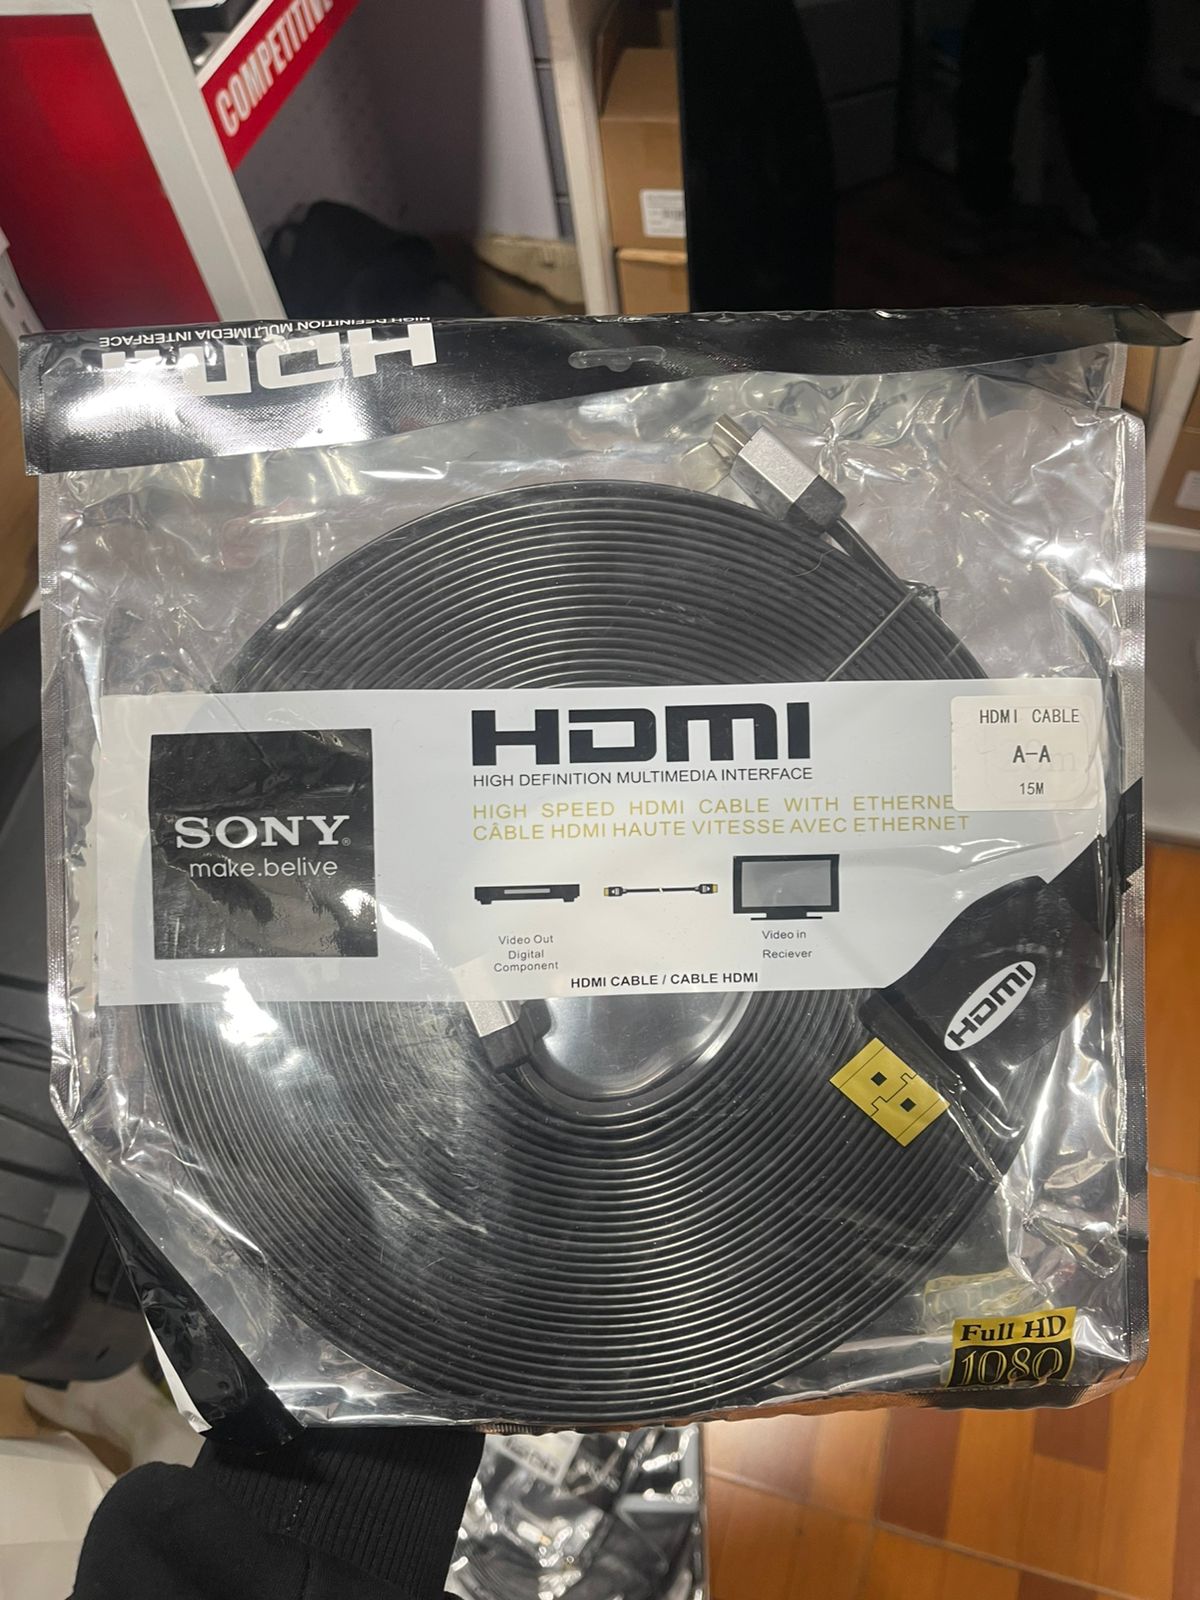 COMPETITIVE
HIGH DEFINITION MULTIMEDIA INTERFACE
HDMI
SONY®
make.belive
HDMI
HIGH DEFINITION MULTIMEDIA INTERFACE
HIGH SPEED HDMI CABLE WITH ETHERNE
CÂBLE HDMI HAUTE VITESSE AVEC ETHERNET
HDMI CABLE
A-A
15M
Video Out
Digital
Component
Video in
Reciever
HDMI CABLE / CABLE HDMI
HDMI
Full HD
1080